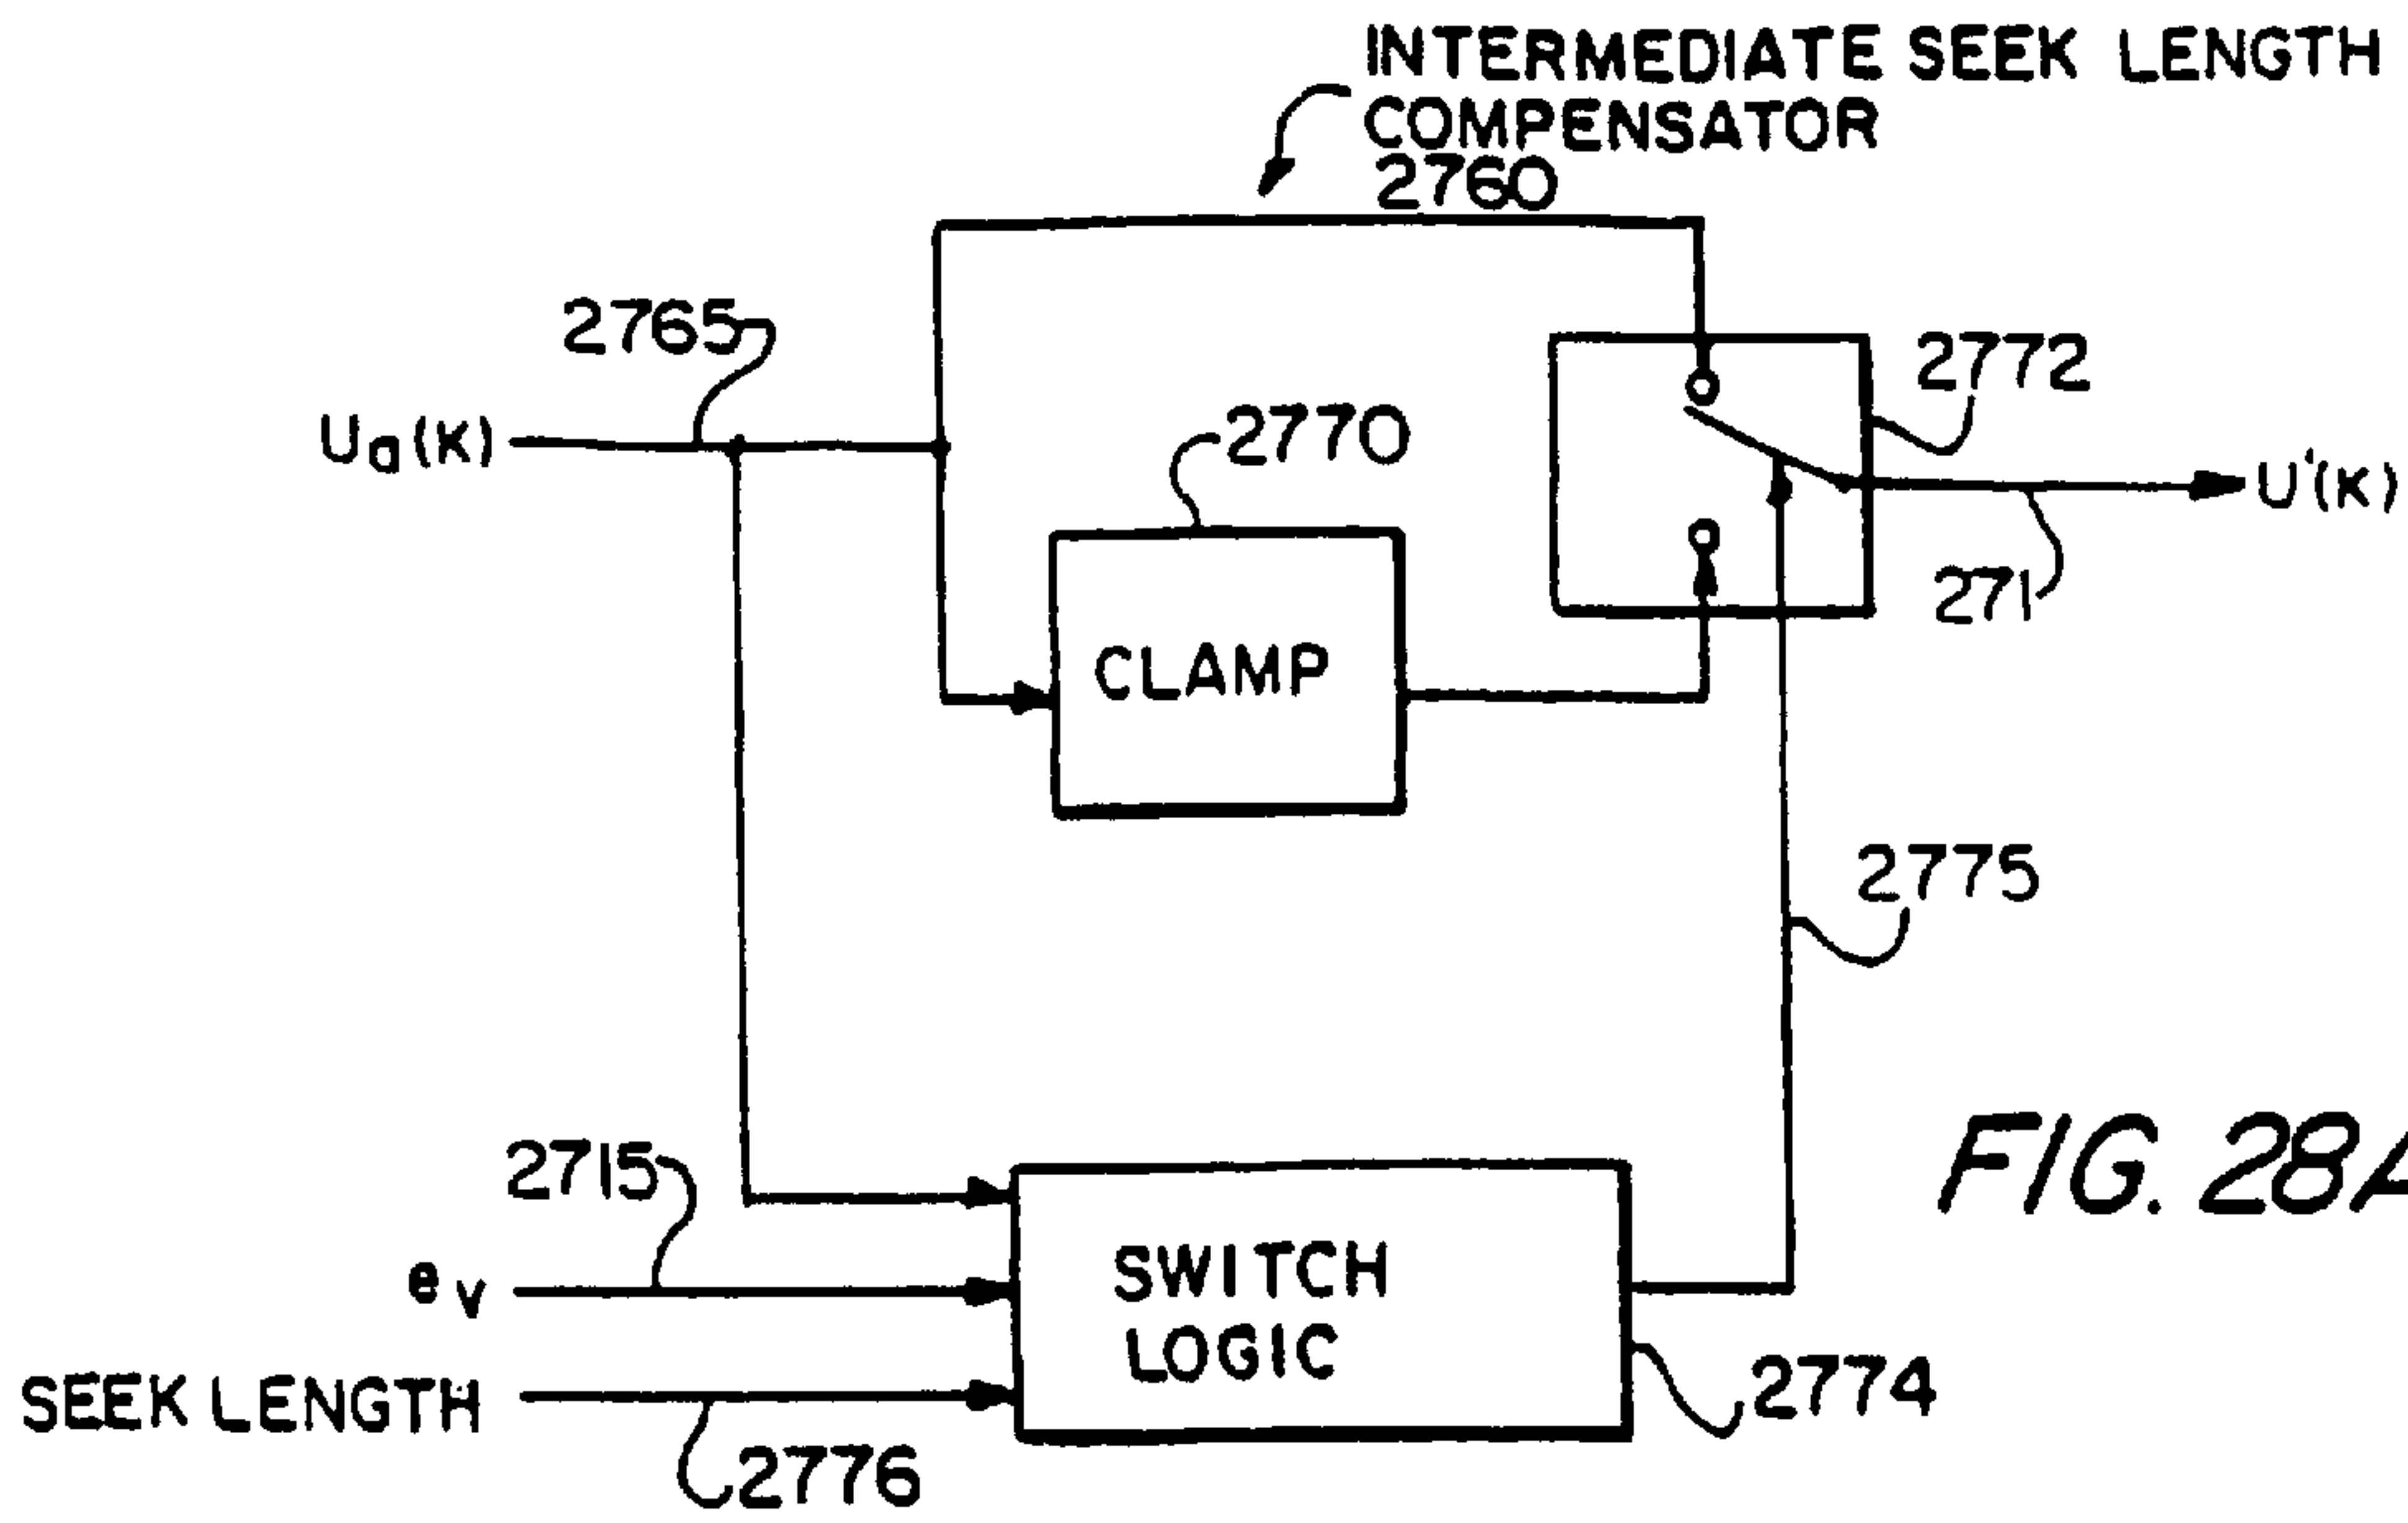 INTERMEDIATE SEEK LENGTH
COMPENSATOR
2760
2765
2772
Ua(K)
2770
U'(K)
271
CLAMP
2775
2715
FIG. 28A
eV
SWITCH
LOGIC
SEEK LENGTH
2774
2776